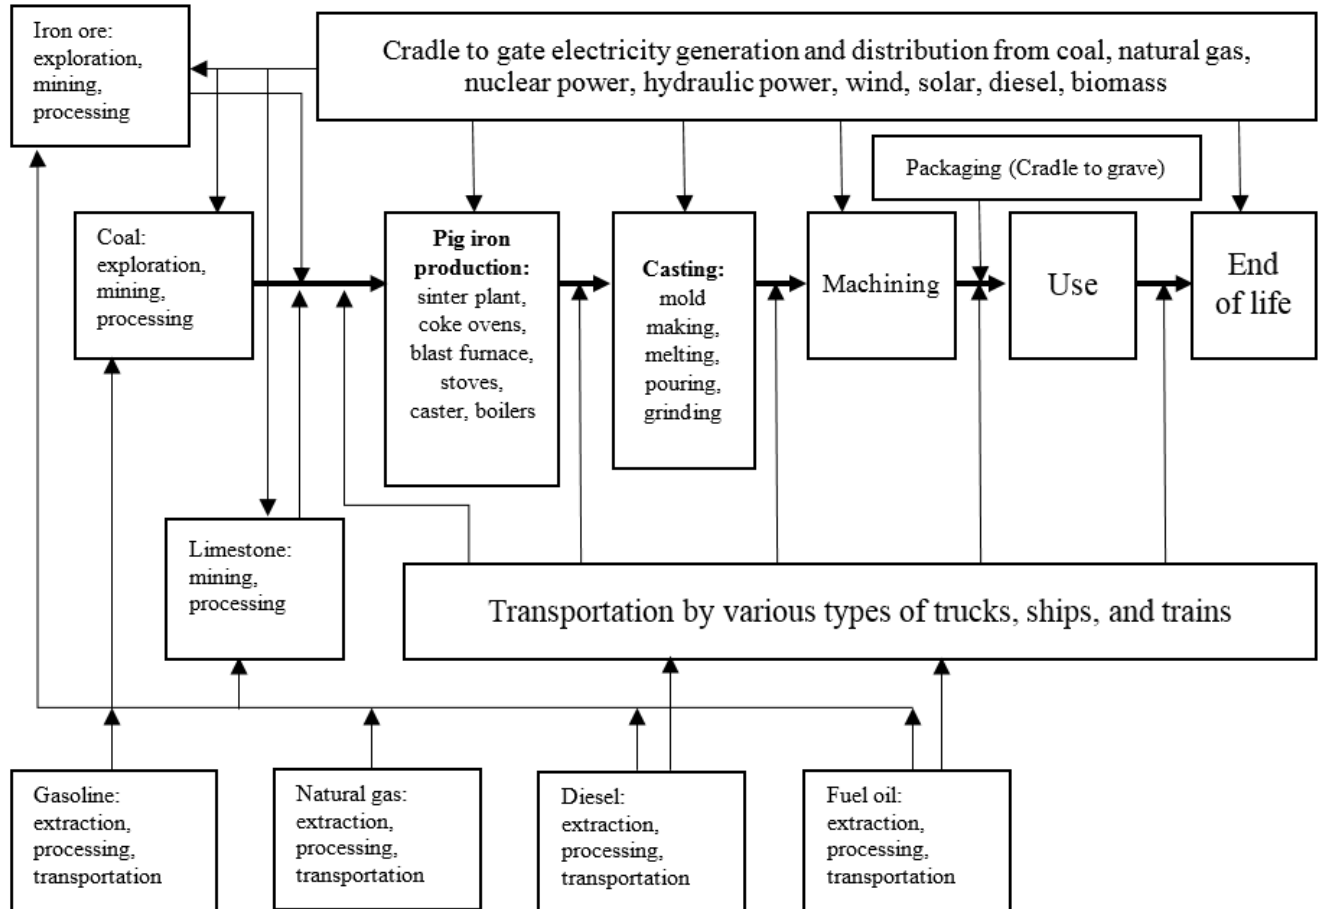 Iron ore:
exploration,
mining,
processing
Cradle to gate electricity generation and distribution from coal, natural gas,
nuclear power, hydraulic power, wind, solar, diesel, biomass
Packaging (Cradle to grave)
Coal:
exploration,
mining,
processing
Pig iron
production:
sinter plant,
coke ovens,
blast furnace,
stoves,
caster, boilers
Casting:
mold
making,
melting,
pouring,
grinding
Machining
Use
End
of life
Limestone:
mining,
processing
Transportation by various types of trucks, ships, and trains
Gasoline:
extraction,
processing,
transportation
Natural gas:
extraction,
processing,
transportation
Diesel:
extraction,
processing,
transportation
Fuel oil:
extraction,
processing,
transportation